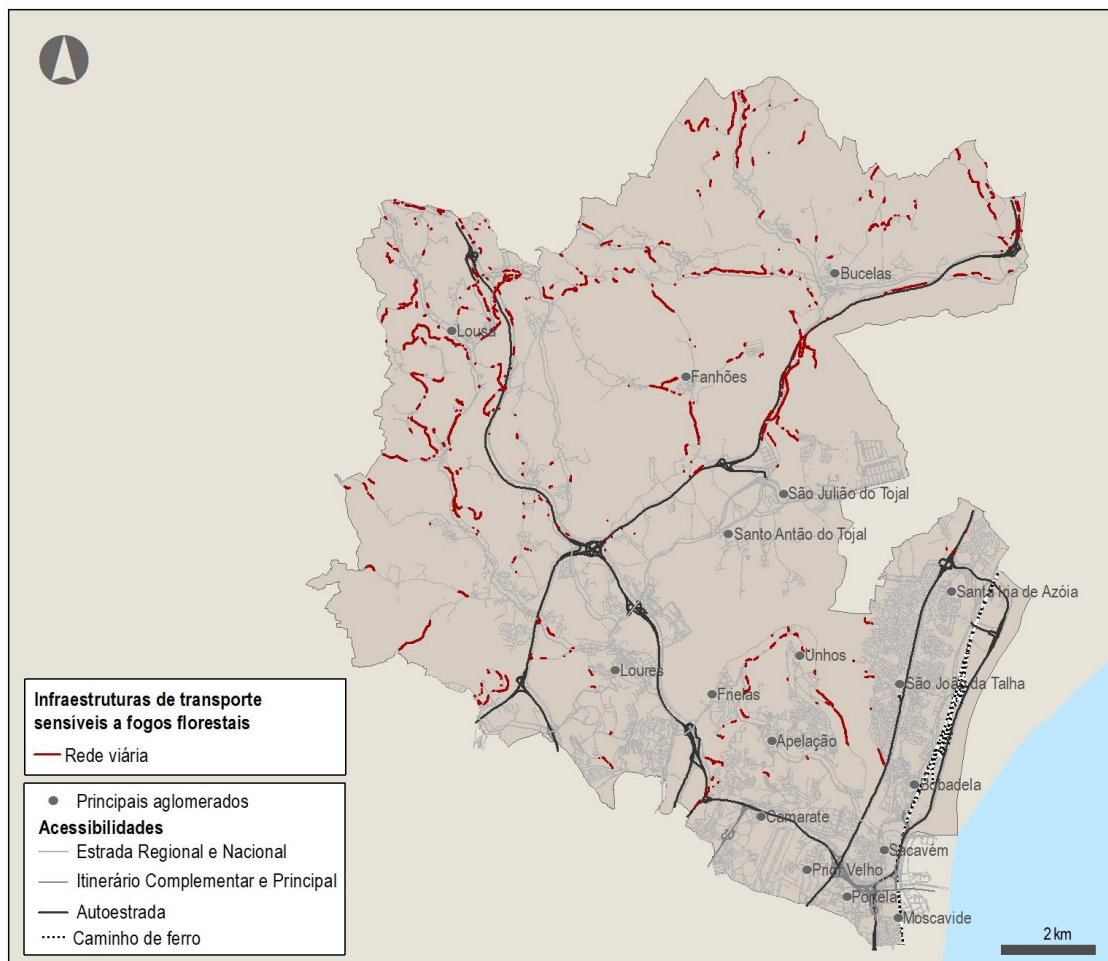 Bucelas
Lousa
Fanhões
São Julião do Tojal
Santo Antão do Tojal
Santa Iria de Azóia
Unhos
Loures
São João da Talha
Frielas
Apelação
Bobadela
Camarate
Sacavém
Prior Velho
Portela
Moscavide
Infraestruturas de transporte
sensíveis a fogos florestais
Rede viária
Principais aglomerados
Acessibilidades
Estrada Regional e Nacional
Itinerário Complementar e Principal
Autoestrada
Caminho de ferro
2 km